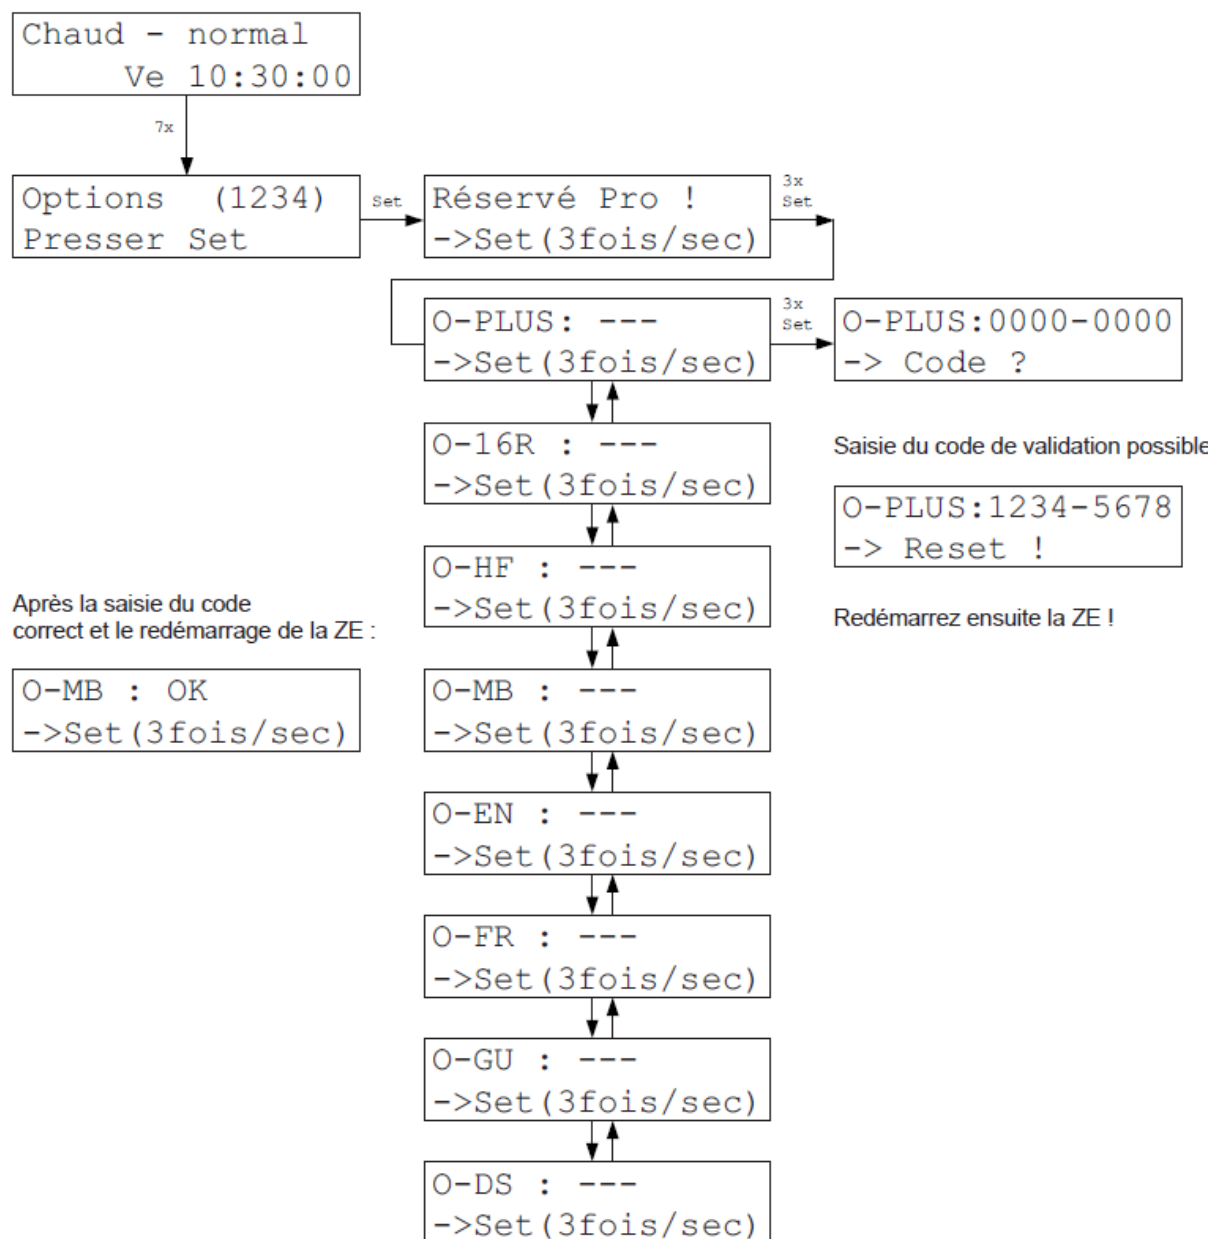 Chaud - normal
Ve 10:30:00
7x
Options (1234)
Presser Set
Set
Réservé Pro !
->Set(3fois/sec)
3x
Set
O-PLUS: ---
->Set(3fois/sec)
3x
Set
O-PLUS:0000-0000
-> Code ?
O-16R : ---
->Set(3fois/sec)
Saisie du code de validation possible
O-PLUS:1234-5678
-> Reset !
O-HF : ---
->Set(3fois/sec)
Redémarrez ensuite la ZE !
Après la saisie du code
correct et le redémarrage de la ZE :
O-MB : OK
->Set(3fois/sec)
O-MB : ---
->Set(3fois/sec)
O-EN : ---
->Set(3fois/sec)
O-FR : ---
->Set(3fois/sec)
O-GU : ---
->Set(3fois/sec)
O-DS : ---
->Set(3fois/sec)